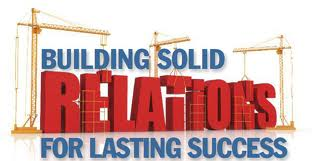 BUILDING SOLID
RELATIONS
FOR LASTING SUCCESS